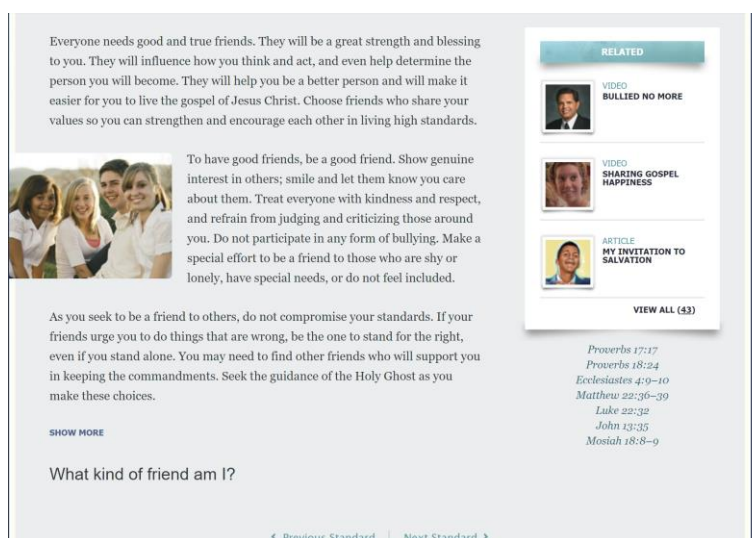 Everyone needs good and true friends. They will be a great strength and blessing
to you. They will influence how you think and act, and even help determine the
person you will become. They will help you be a better person and will make it
easier for you to live the gospel of Jesus Christ. Choose friends who share your
values so you can strengthen and encourage each other in living high standards.
To have good friends, be a good friend. Show genuine
interest in others; smile and let them know you care
about them. Treat everyone with kindness and respect,
and refrain from judging and criticizing those around
you. Do not participate in any form of bullying. Make a
special effort to be a friend to those who are shy or
lonely, have special needs, or do not feel included.
As you seek to be a friend to others, do not compromise your standards. If your
friends urge you to do things that are wrong, be the one to stand for the right,
even if you stand alone. You may need to find other friends who will support you
in keeping the commandments. Seek the guidance of the Holy Ghost as you
make these choices.
SHOW MORE
What kind of friend am I?
RELATED
VIDEO
BULLIED NO MORE
VIDEO
SHARING GOSPEL
HAPPINESS
ARTICLE
MY INVITATION TO
SALVATION
VIEW ALL (43)
Proverbs 17:17
Proverbs 18:24
Ecclesiastes 4:9–10
Matthew 22:36–39
Luke 22:32
John 13:35
Mosiah 18:8–9
Previous Standard | Next Standard